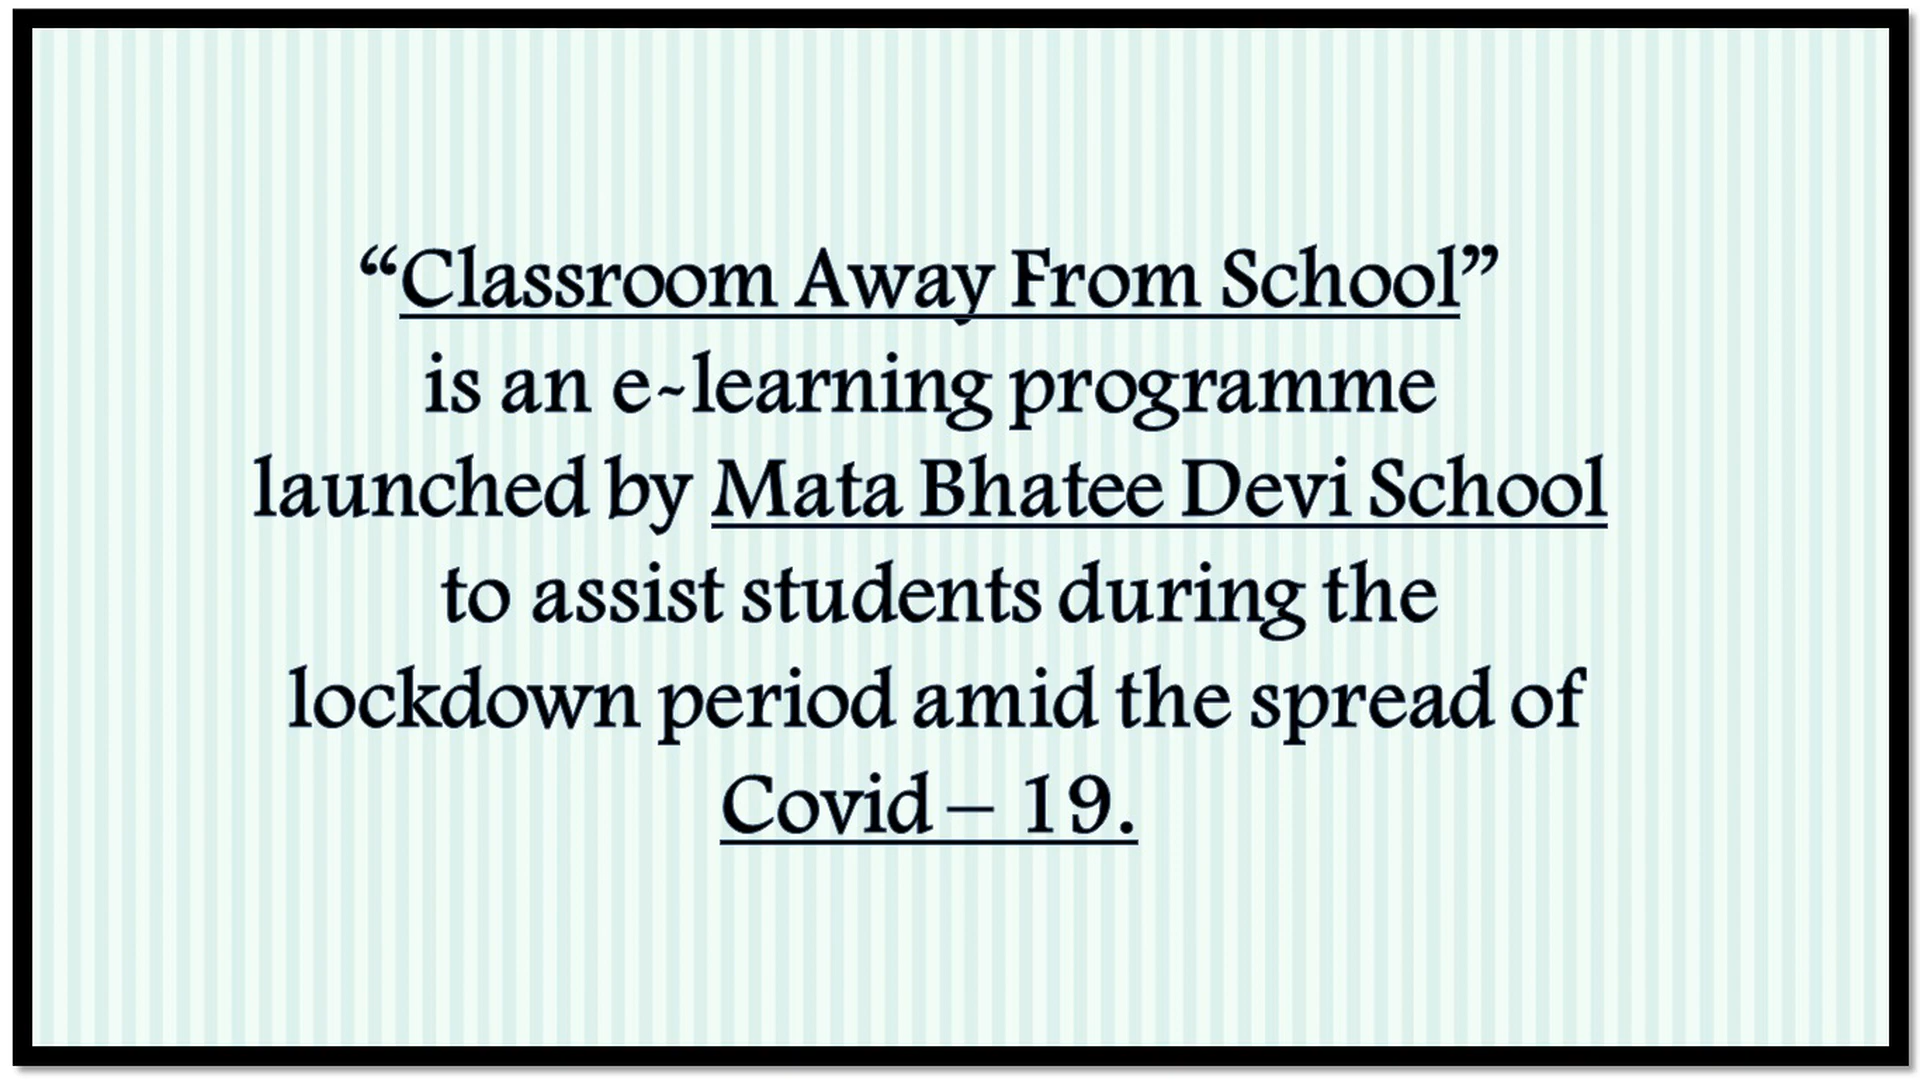 “Classroom Away From School”
is an e-learning programme
launched by Mata Bhatee Devi School
to assist students during the
lockdown period amid the spread of
Covid – 19.